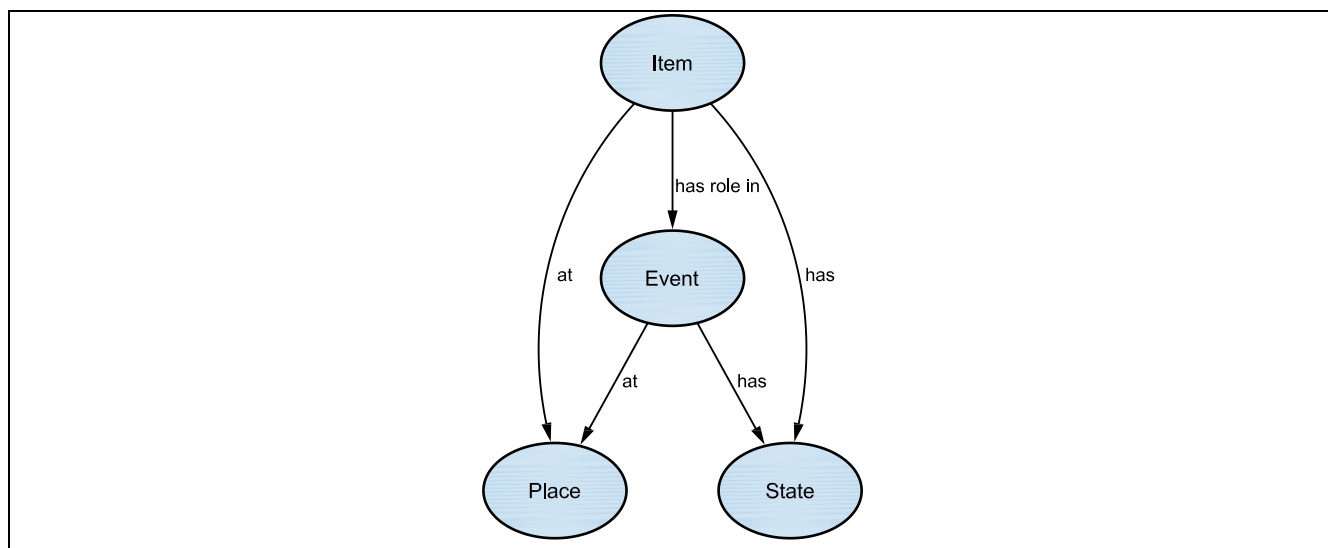 Item
has role in
at
Event
has
at
has
Place
State